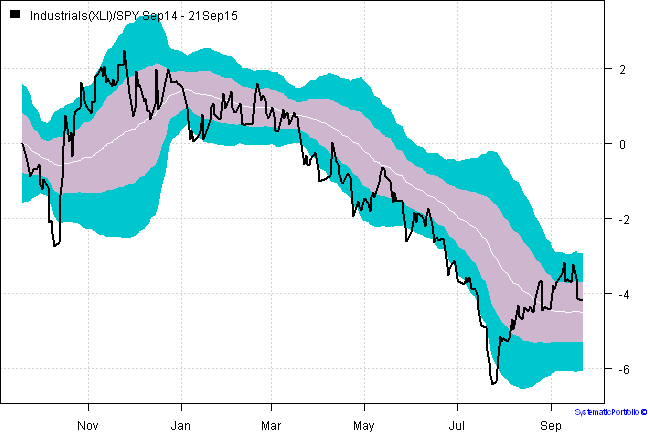 Industrials(XLI)/SPY Sep14 - 21Sep15
2
0
-2
-4
-6
Nov Jan Mar May Jul Sep
SystematicPortfolio ©